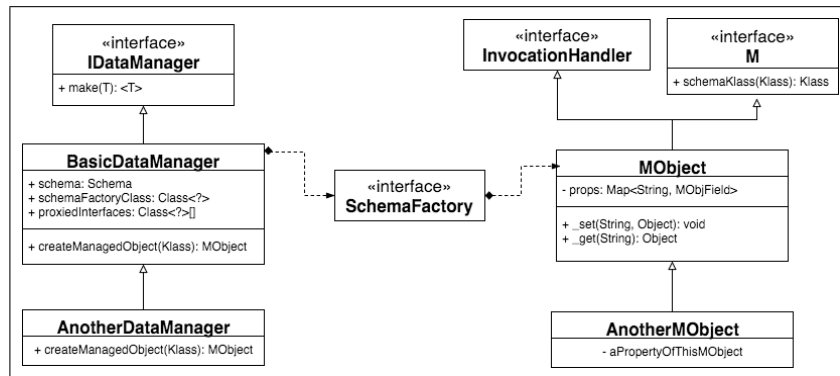 «interface»
IDataManager
+ make(T): <T>
«interface»
InvocationHandler
«interface»
M
+ schemaKlass(Klass): Klass
BasicDataManager
+ schema: Schema
+ schemaFactoryClass: Class<?>
+ proxiedInterfaces: Class<?>[]
+ createManagedObject(Klass): MObject
«interface»
SchemaFactory
MObject
- props: Map<String, MObjField>
+ _set(String, Object): void
+ _get(String): Object
AnotherDataManager
+ createManagedObject(Klass): MObject
AnotherMObject
- aPropertyOfThisMObject